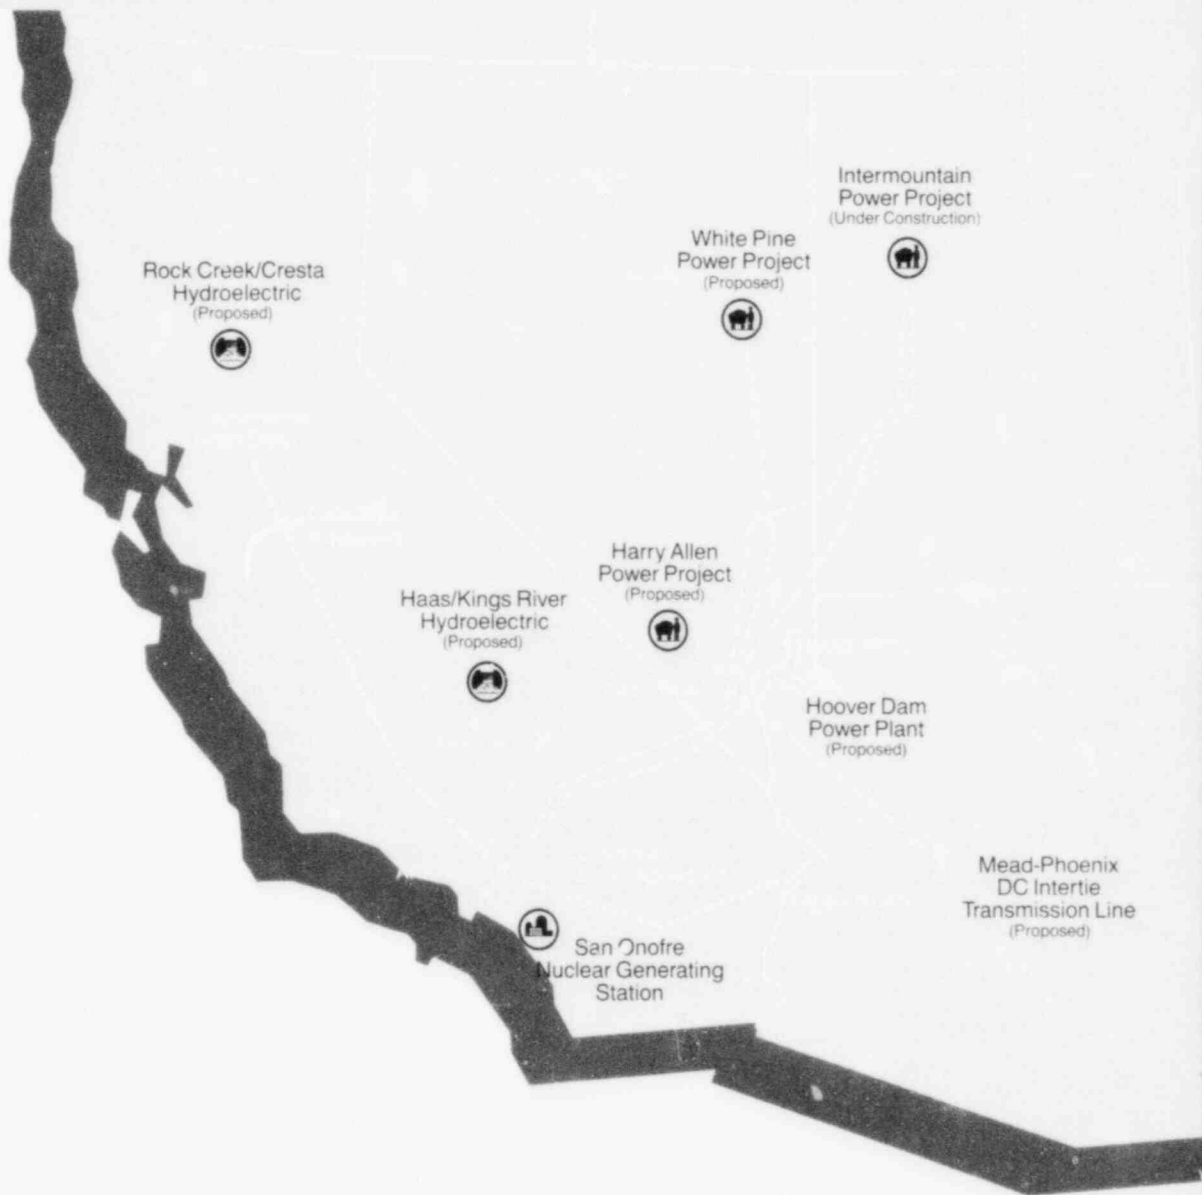 Intermountain
Power Project
(Under Construction)
White Pine
Power Project
(Proposed)
Rock Creek/Cresta
Hydroelectric
(Proposed)
Harry Allen
Power Project
(Proposed)
Haas/Kings River
Hydroelectric
(Proposed)
Hoover Dam
Power Plant
(Proposed)
Mead-Phoenix
DC Intertie
Transmission Line
(Proposed)
San Onofre
Nuclear Generating
Station